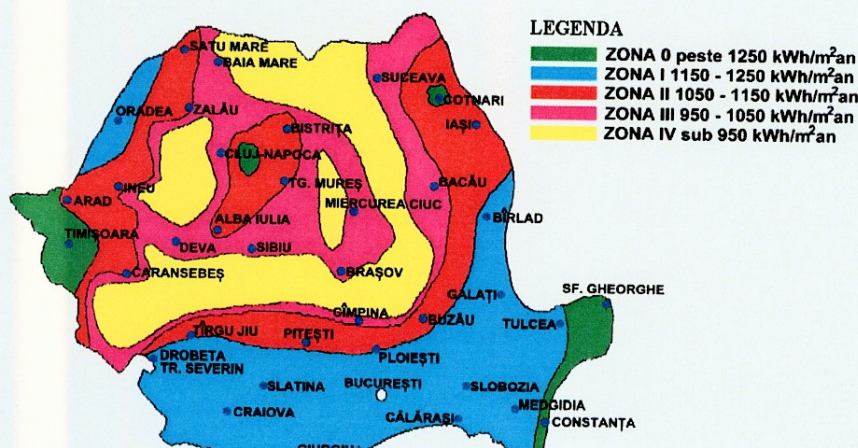 LEGENDA
ZONA 0 peste 1250 kWh/m²an
ZONA I 1150 - 1250 kWh/m²an
ZONA II 1050 - 1150 kWh/m²an
ZONA III 950 - 1050 kWh/m²an
ZONA IV sub 950 kWh/m²an
SATU MARE
BAIA MARE
SUCEAVA
COTNARI
ORADEA
ZALĂU
IAȘI
BISTRIȚA
CLUJ-NAPOCA
INEU
TG. MUREȘ
BACĂU
ARAD
MIERCUREA CIUC
BÎRLAD
ALBA IULIA
TIMIȘOARA
DEVA
SIBIU
CARANSEBEȘ
BRAȘOV
GALAȚI
SF. GHEORGHE
CÎMPINA
BUZĂU
TULCEA
TÎRGU JIU
PITEȘTI
DROBETA
TR. SEVERIN
PLOIEȘTI
SLATINA
BUCUREȘTI
SLOBOZIA
CRAIOVA
MEDGIDIA
CĂLĂRAȘI
CONSTANȚA